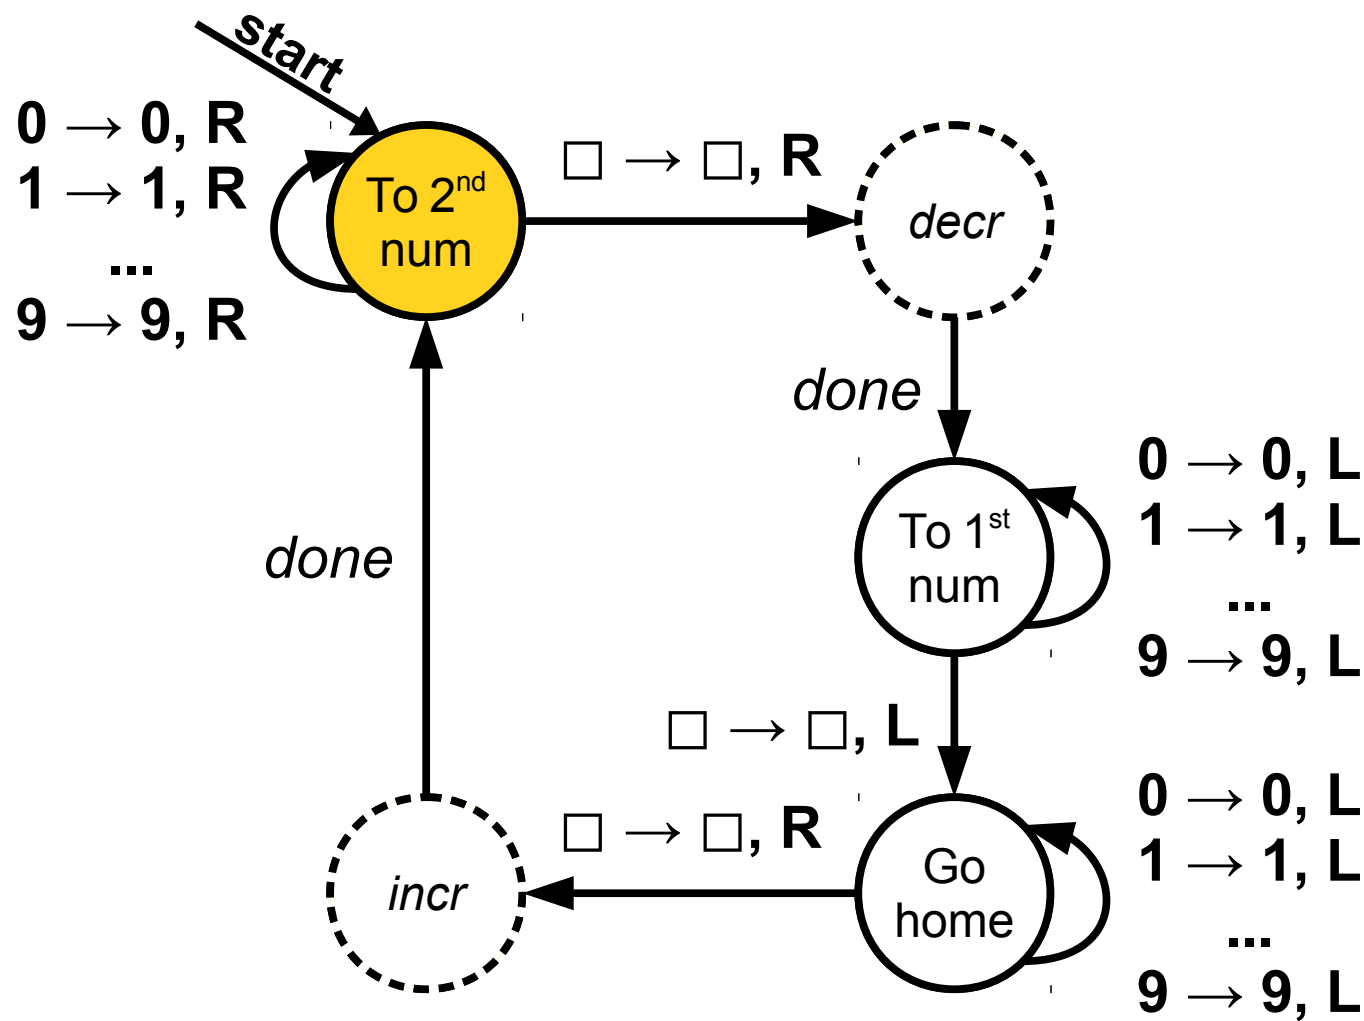 start
0 → 0, R
1 → 1, R
...
9 → 9, R
To 2nd
num
□ → □, R
decr
done
0 → 0, L
1 → 1, L
...
9 → 9, L
To 1st
num
done
□ → □, L
□ → □, R
0 → 0, L
1 → 1, L
...
9 → 9, L
Go
home
incr